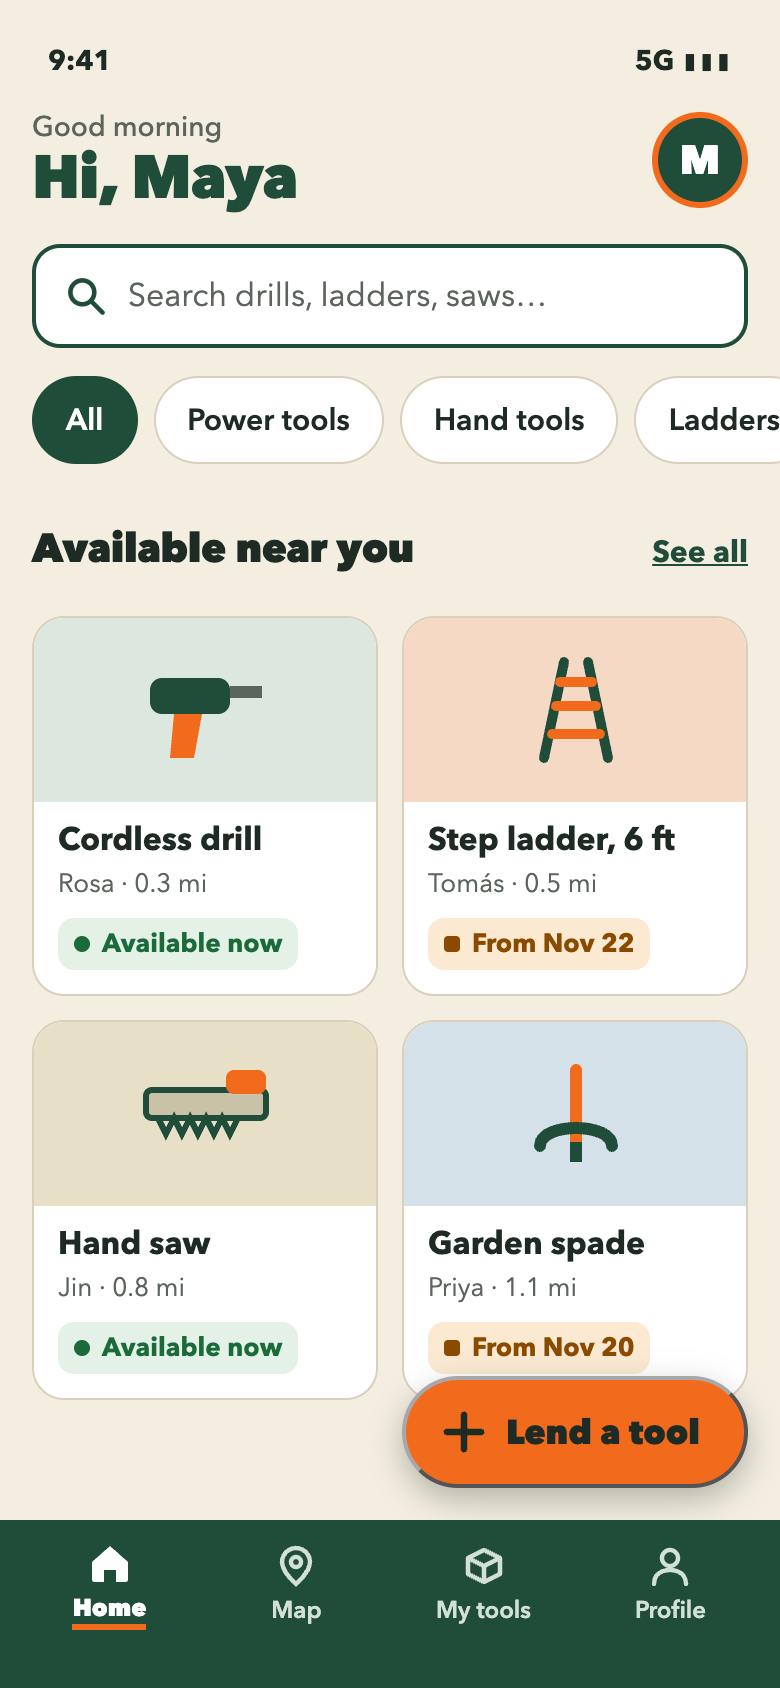 9:41
5G
Good morning
Hi, Maya
M
Search drills, ladders, saws…
All
Power tools
Hand tools
Ladders
Available near you
See all
Cordless drill
Rosa · 0.3 mi
Available now
Step ladder, 6 ft
Tomás · 0.5 mi
From Nov 22
Hand saw
Jin · 0.8 mi
Available now
Garden spade
Priya · 1.1 mi
From Nov 20
Lend a tool
Home
Map
My tools
Profile